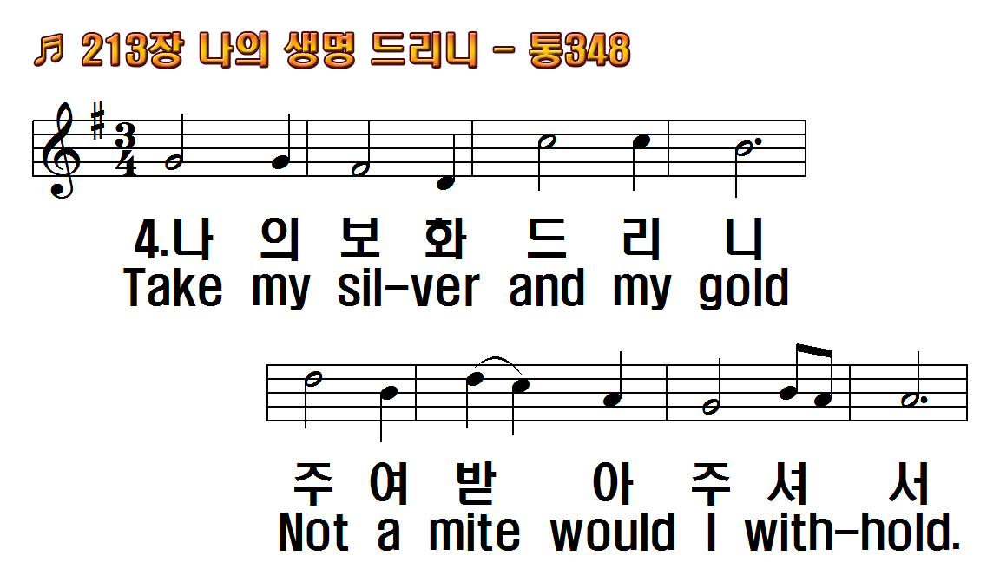 ♬ 213장 나의 생명 드리니 - 통348
4.나 의 보 화 드 리 니
Take my sil-ver and my gold
주 여 받 아 주 셔 서
Not a mite would I with-hold.